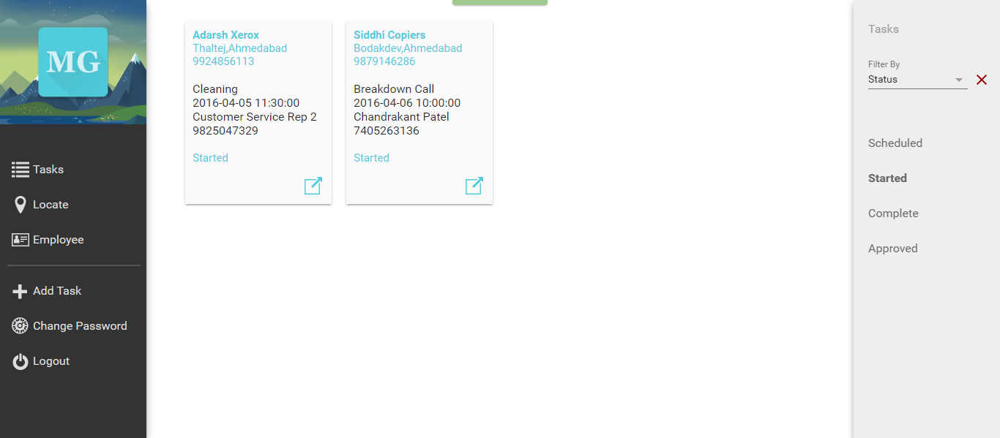 MG
Tasks
Locate
Employee
Add Task
Change Password
Logout
Adarsh Xerox
Thaltej,Ahmedabad
9924856113
Cleaning
2016-04-05 11:30:00
Customer Service Rep 2
9825047329
Started
Siddhi Copiers
Bodakdev,Ahmedabad
9879146286
Breakdown Call
2016-04-06 10:00:00
Chandrakant Patel
7405263136
Started
Tasks
Filter By
Status
Scheduled
Started
Complete
Approved